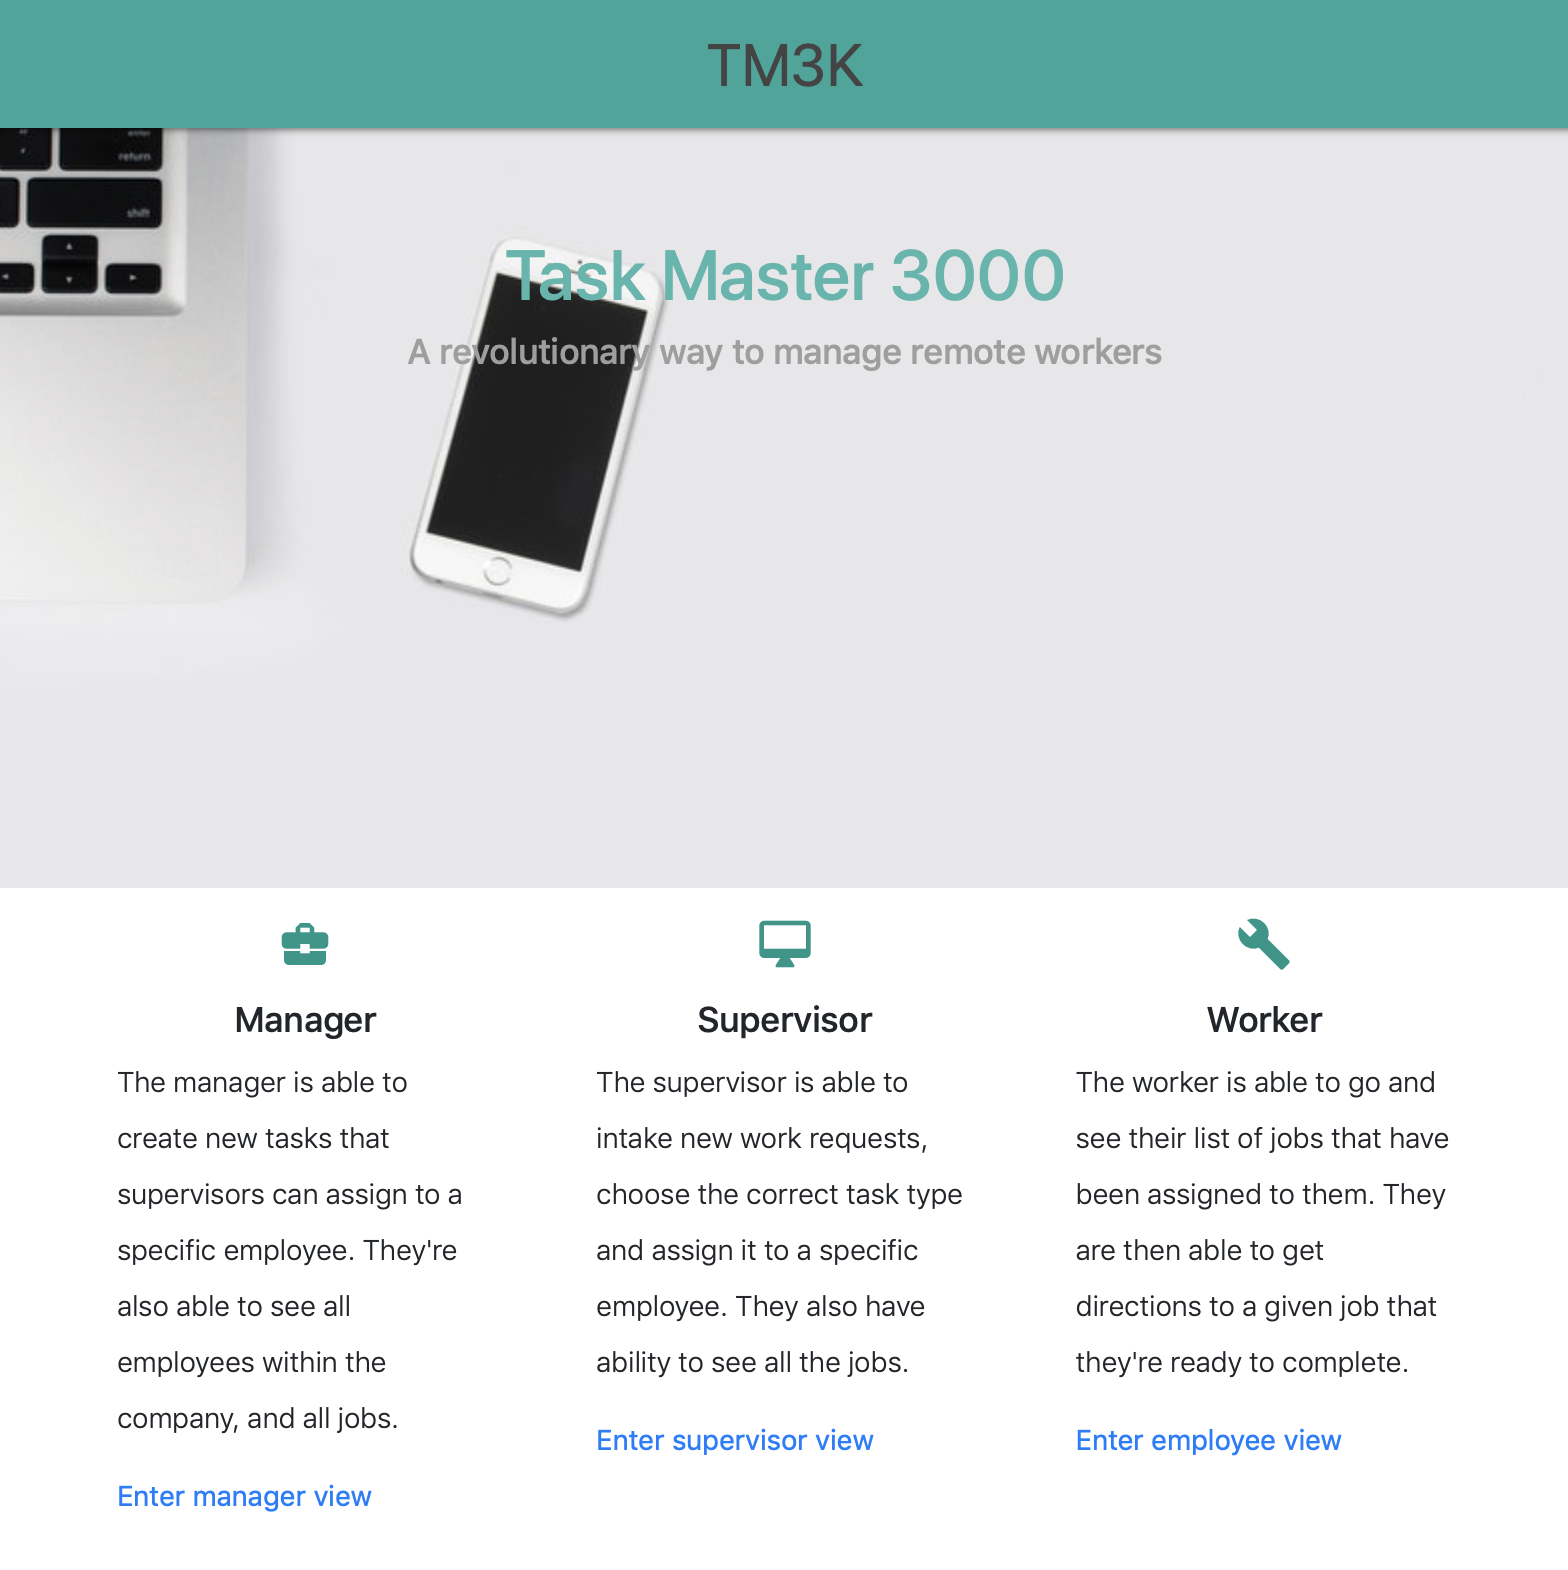 TM3K
enter
return
shift
Task Master 3000
A revolutionary way to manage remote workers
Manager
The manager is able to
create new tasks that
supervisors can assign to a
specific employee. They're
also able to see all
employees within the
company, and all jobs.
Enter manager view
Supervisor
The supervisor is able to
intake new work requests,
choose the correct task type
and assign it to a specific
employee. They also have
ability to see all the jobs.
Enter supervisor view
Worker
The worker is able to go and
see their list of jobs that have
been assigned to them. They
are then able to get
directions to a given job that
they're ready to complete.
Enter employee view